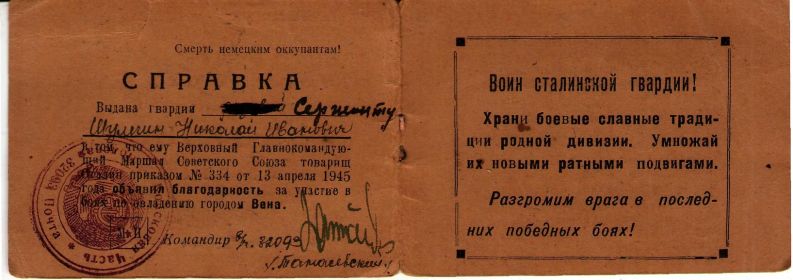 Смерть немецким оккупантам!
СПРАВКА
Выдана гвардии Сержанту
Шулепин Николай Иванович
В том, что ему Верховный Главнокомандую-
щий Маршал Советского Союза товарищ
Сталин приказом № 334 от 13 апреля 1945
года объявил благодарность за участие в
боях по овладению городом Вена.
М. П.
Командир в/ч 32093
Воин сталинской гвардии!
Храни боевые славные тради-
ции родной дивизии. Умножай
их новыми ратными подвигами.
Разгромим врага в послед-
них победных боях!